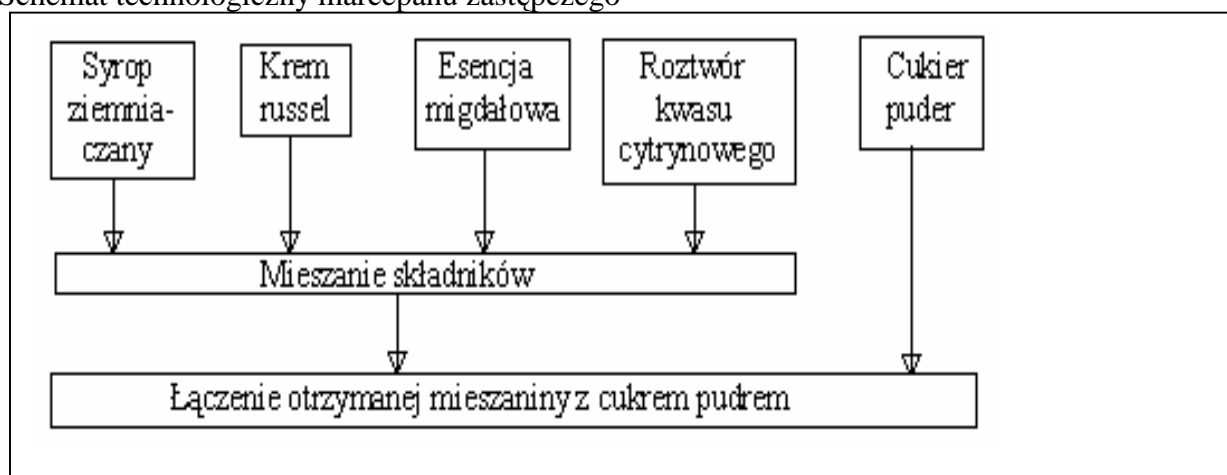 Schemat technologiczny marcepanu zastępczego
Syrop
ziemnia-
czany
Krem
russel
Esencja
migdałowa
Roztwór
kwasu
cytrynowego
Cukier
puder
Mieszanie składników
Łączenie otrzymanej mieszaniny z cukrem pudrem